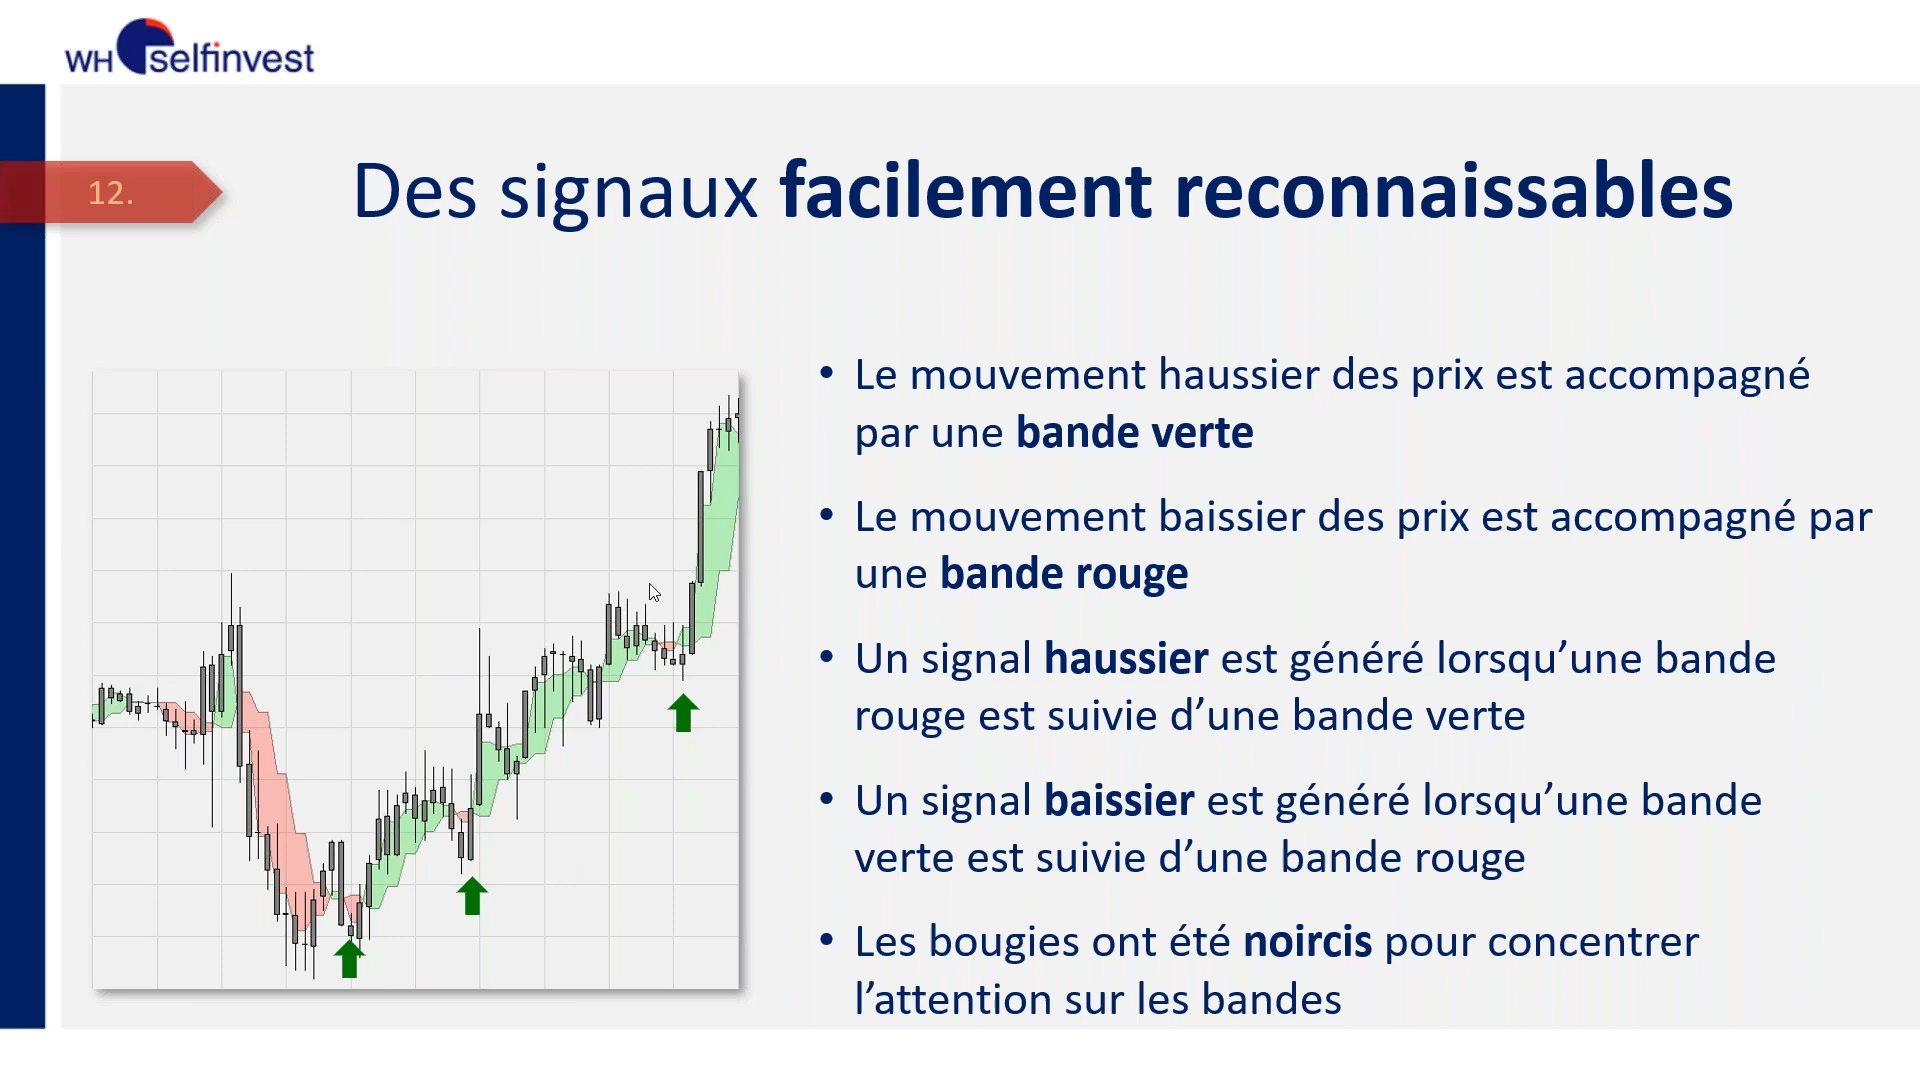 WH selfinvest
12.
Des signaux facilement reconnaissables
• Le mouvement haussier des prix est accompagné
par une bande verte
• Le mouvement baissier des prix est accompagné par
une bande rouge
• Un signal haussier est généré lorsqu’une bande
rouge est suivie d’une bande verte
• Un signal baissier est généré lorsqu’une bande
verte est suivie d’une bande rouge
• Les bougies ont été noircis pour concentrer
l’attention sur les bandes